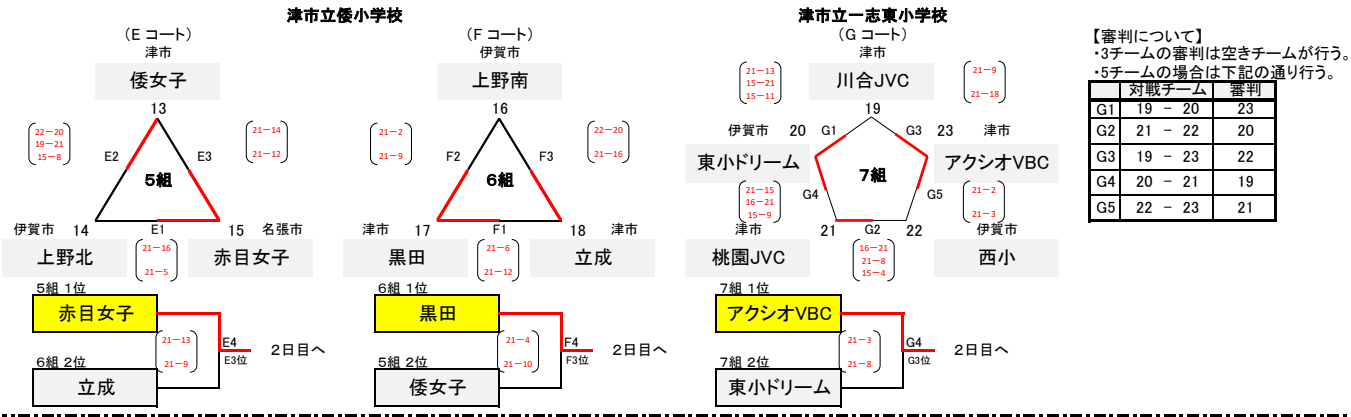 津市立倭小学校
津市立一志東小学校
(E コート)
津市
倭女子
13
22-20
19-21
15-8
E2
E3
21-14
21-12
5組
伊賀市 14
E1
15 名張市
上野北
21-16
21-5
赤目女子
5組 1位
赤目女子
21-13
21-9
E4
E3位
2日目へ
6組 2位
立成
(F コート)
伊賀市
上野南
16
21-2
21-9
F2
F3
22-20
21-16
6組
津市 17
F1
18 津市
黒田
21-6
21-12
立成
6組 1位
黒田
21-4
21-10
F4
F3位
2日目へ
5組 2位
倭女子
(G コート)
津市
川合JVC
19
21-13
15-21
15-11
21-9
21-18
伊賀市 20
G1
G3
23 津市
東小ドリーム
7組
アクシオVBC
21-15
16-21
15-9
G4
G5
21-2
21-3
津市
21
G2
22
伊賀市
桃園JVC
16-21
21-8
15-4
西小
7組 1位
アクシオVBC
21-3
21-8
G4
G3位
2日目へ
7組 2位
東小ドリーム
【審判について】
・3チームの審判は空きチームが行う。
・5チームの場合は下記の通り行う。
対戦チーム 審判
G1 19 - 20 23
G2 21 - 22 20
G3 19 - 23 22
G4 20 - 21 19
G5 22 - 23 21